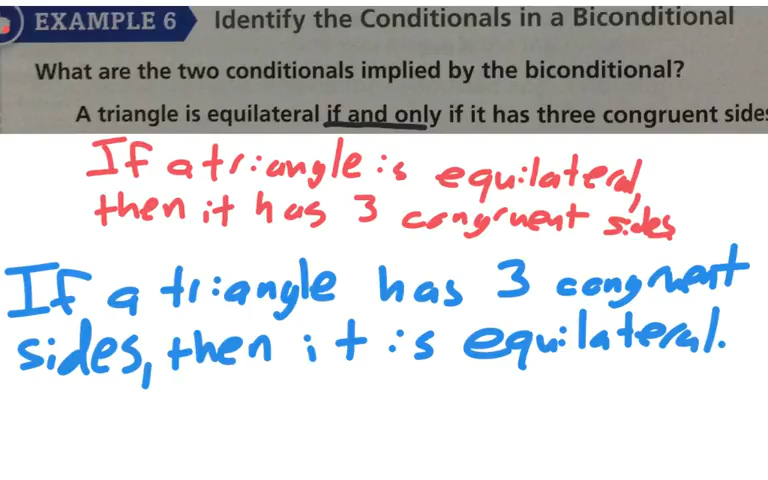 EXAMPLE 6 Identify the Conditionals in a Biconditional
What are the two conditionals implied by the biconditional?
A triangle is equilateral if and only if it has three congruent sides
If a triangle is equilateral,
then it has 3 congruent sides
If a triangle has 3 congruent
sides, then it is equilateral.